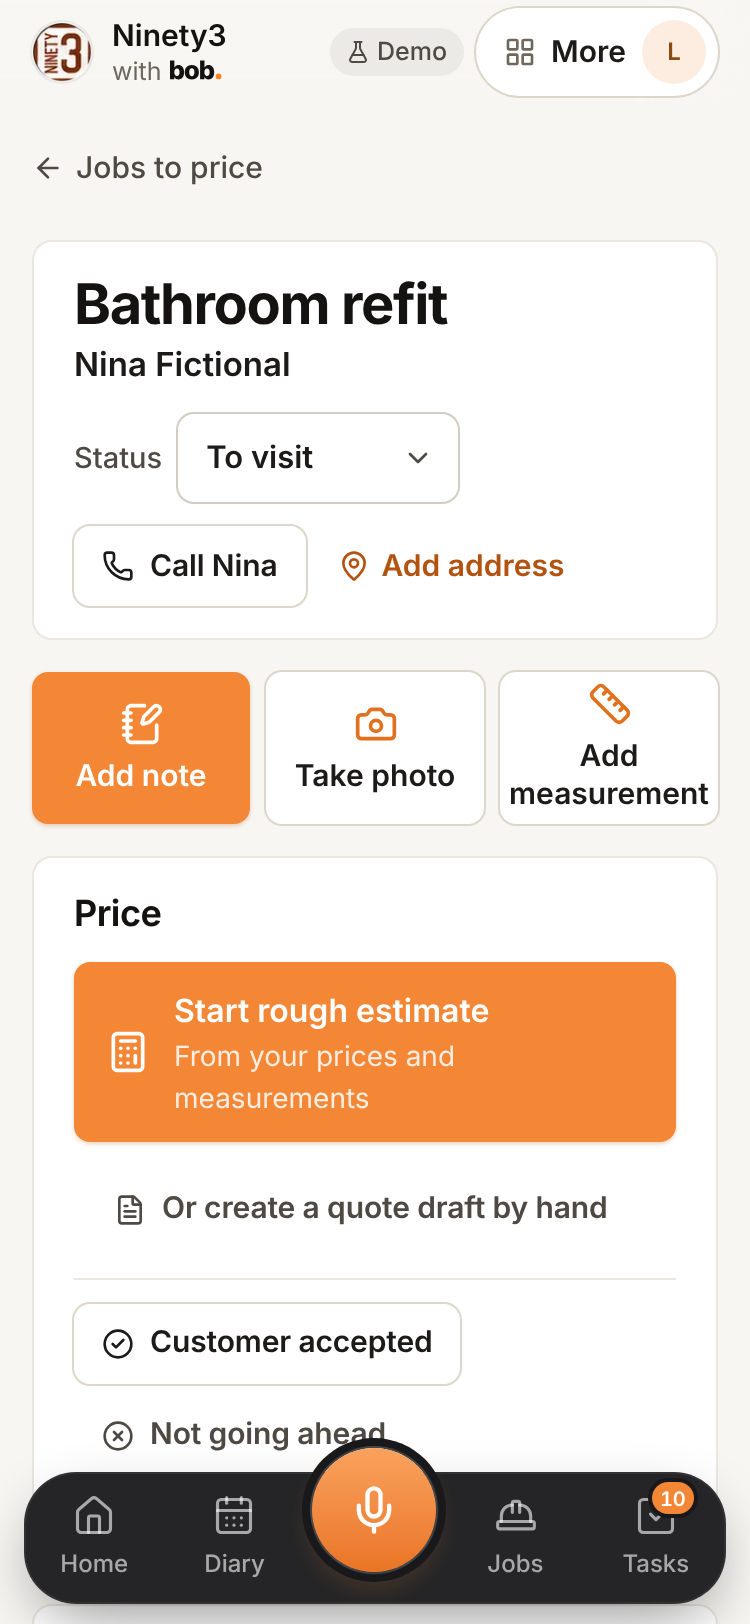 NINETY 3
Ninety3
with bob.
Demo
More
L
Jobs to price
Bathroom refit
Nina Fictional
Status
To visit
Call Nina
Add address
Add note
Take photo
Add
measurement
Price
Start rough estimate
From your prices and
measurements
Or create a quote draft by hand
Customer accepted
Not going ahead
Home
Diary
Jobs
10
Tasks